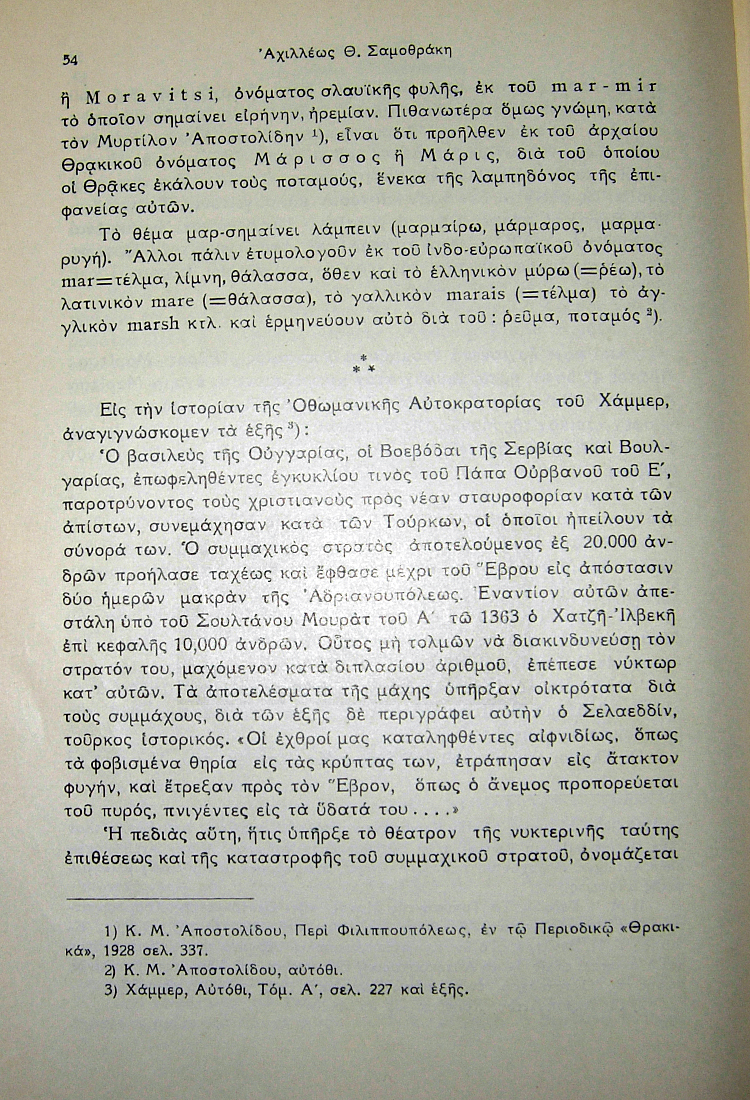 54
Ἀχιλλέως Θ. Σαμοθράκη
ἢ Moravitsi, ὀνόματος σλαυϊκῆς φυλῆς, ἐκ τοῦ mar-mir
τὸ ὁποῖον σημαίνει εἰρήνην, ἠρεμίαν. Πιθανωτέρα ὅμως γνώμη, κατὰ
τὸν Μυρτίλον Ἀποστολίδην ¹), εἶναι ὅτι προῆλθεν ἐκ τοῦ ἀρχαίου
Θρᾳκικοῦ ὀνόματος Μάρισσος ἢ Μάρις, διὰ τοῦ ὁποίου
οἱ Θρᾷκες ἐκάλουν τοὺς ποταμούς, ἕνεκα τῆς λαμπηδόνος τῆς ἐπι-
φανείας αὐτῶν.
Τὸ θέμα μαρ-σημαίνει λάμπειν (μαρμαίρω, μάρμαρος, μαρμα-
ρυγή). Ἄλλοι πάλιν ἐτυμολογοῦν ἐκ τοῦ ἰνδο-εὐρωπαϊκοῦ ὀνόματος
mar=τέλμα, λίμνη, θάλασσα, ὅθεν καὶ τὸ ἑλληνικὸν μύρω (=ῥέω), τὸ
λατινικὸν mare (=θάλασσα), τὸ γαλλικὸν marais (=τέλμα) τὸ ἀγ-
γλικὸν marsh κτλ. καὶ ἑρμηνεύουν αὐτὸ διὰ τοῦ : ῥεῦμα, ποταμός ²).
*
* *
Εἰς τὴν ἱστορίαν τῆς Ὀθωμανικῆς Αὐτοκρατορίας τοῦ Χάμμερ,
ἀναγιγνώσκομεν τὰ ἑξῆς ³) :
Ὁ βασιλεὺς τῆς Οὑγγαρίας, οἱ Βοεβόδαι τῆς Σερβίας καὶ Βουλ-
γαρίας, ἐπωφεληθέντες ἐγκυκλίου τινὸς τοῦ Πάπα Οὐρβανοῦ τοῦ Ε΄,
παροτρύνοντος τοὺς χριστιανοὺς πρὸς νέαν σταυροφορίαν κατὰ τῶν
ἀπίστων, συνεμάχησαν κατὰ τῶν Τούρκων, οἱ ὁποῖοι ἠπείλουν τὰ
σύνορά των. Ὁ συμμαχικὸς στρατὸς ἀποτελούμενος ἐξ 20.000 ἀν-
δρῶν προήλασε ταχέως καὶ ἔφθασε μέχρι τοῦ Ἕβρου εἰς ἀπόστασιν
δύο ἡμερῶν μακρὰν τῆς Ἀδριανουπόλεως. Ἐναντίον αὐτῶν ἀπε-
στάλη ὑπὸ τοῦ Σουλτάνου Μουρὰτ τοῦ Α΄ τῶ 1363 ὁ Χατζῆ-Ἰλβεκῆ
ἐπὶ κεφαλῆς 10,000 ἀνδρῶν. Οὗτος μὴ τολμῶν νὰ διακινδυνεύσῃ τὸν
στρατόν του, μαχόμενον κατὰ διπλασίου ἀριθμοῦ, ἐπέπεσε νύκτωρ
κατ' αὐτῶν. Τὰ ἀποτελέσματα τῆς μάχης ὑπῆρξαν οἰκτρότατα διὰ
τοὺς συμμάχους, διὰ τῶν ἑξῆς δὲ περιγράφει αὐτὴν ὁ Σελαεδδίν,
τοῦρκος ἱστορικός. «Οἱ ἐχθροί μας καταληφθέντες αἰφνιδίως, ὅπως
τὰ φοβισμένα θηρία εἰς τὰς κρύπτας των, ἐτράπησαν εἰς ἄτακτον
φυγήν, καὶ ἔτρεξαν πρὸς τὸν Ἕβρον, ὅπως ὁ ἄνεμος προπορεύεται
τοῦ πυρός, πνιγέντες εἰς τὰ ὕδατά του . . . .»
Ἡ πεδιὰς αὕτη, ἥτις ὑπῆρξε τὸ θέατρον τῆς νυκτερινῆς ταύτης
ἐπιθέσεως καὶ τῆς καταστροφῆς τοῦ συμμαχικοῦ στρατοῦ, ὀνομάζεται
1) Κ. Μ. Ἀποστολίδου, Περὶ Φιλιππουπόλεως, ἐν τῷ Περιοδικῷ «Θρακι-
κά», 1928 σελ. 337.
2) Κ. Μ. Ἀποστολίδου, αὐτόθι.
3) Χάμμερ, Αὐτόθι, Τόμ. Α΄, σελ. 227 καὶ ἑξῆς.